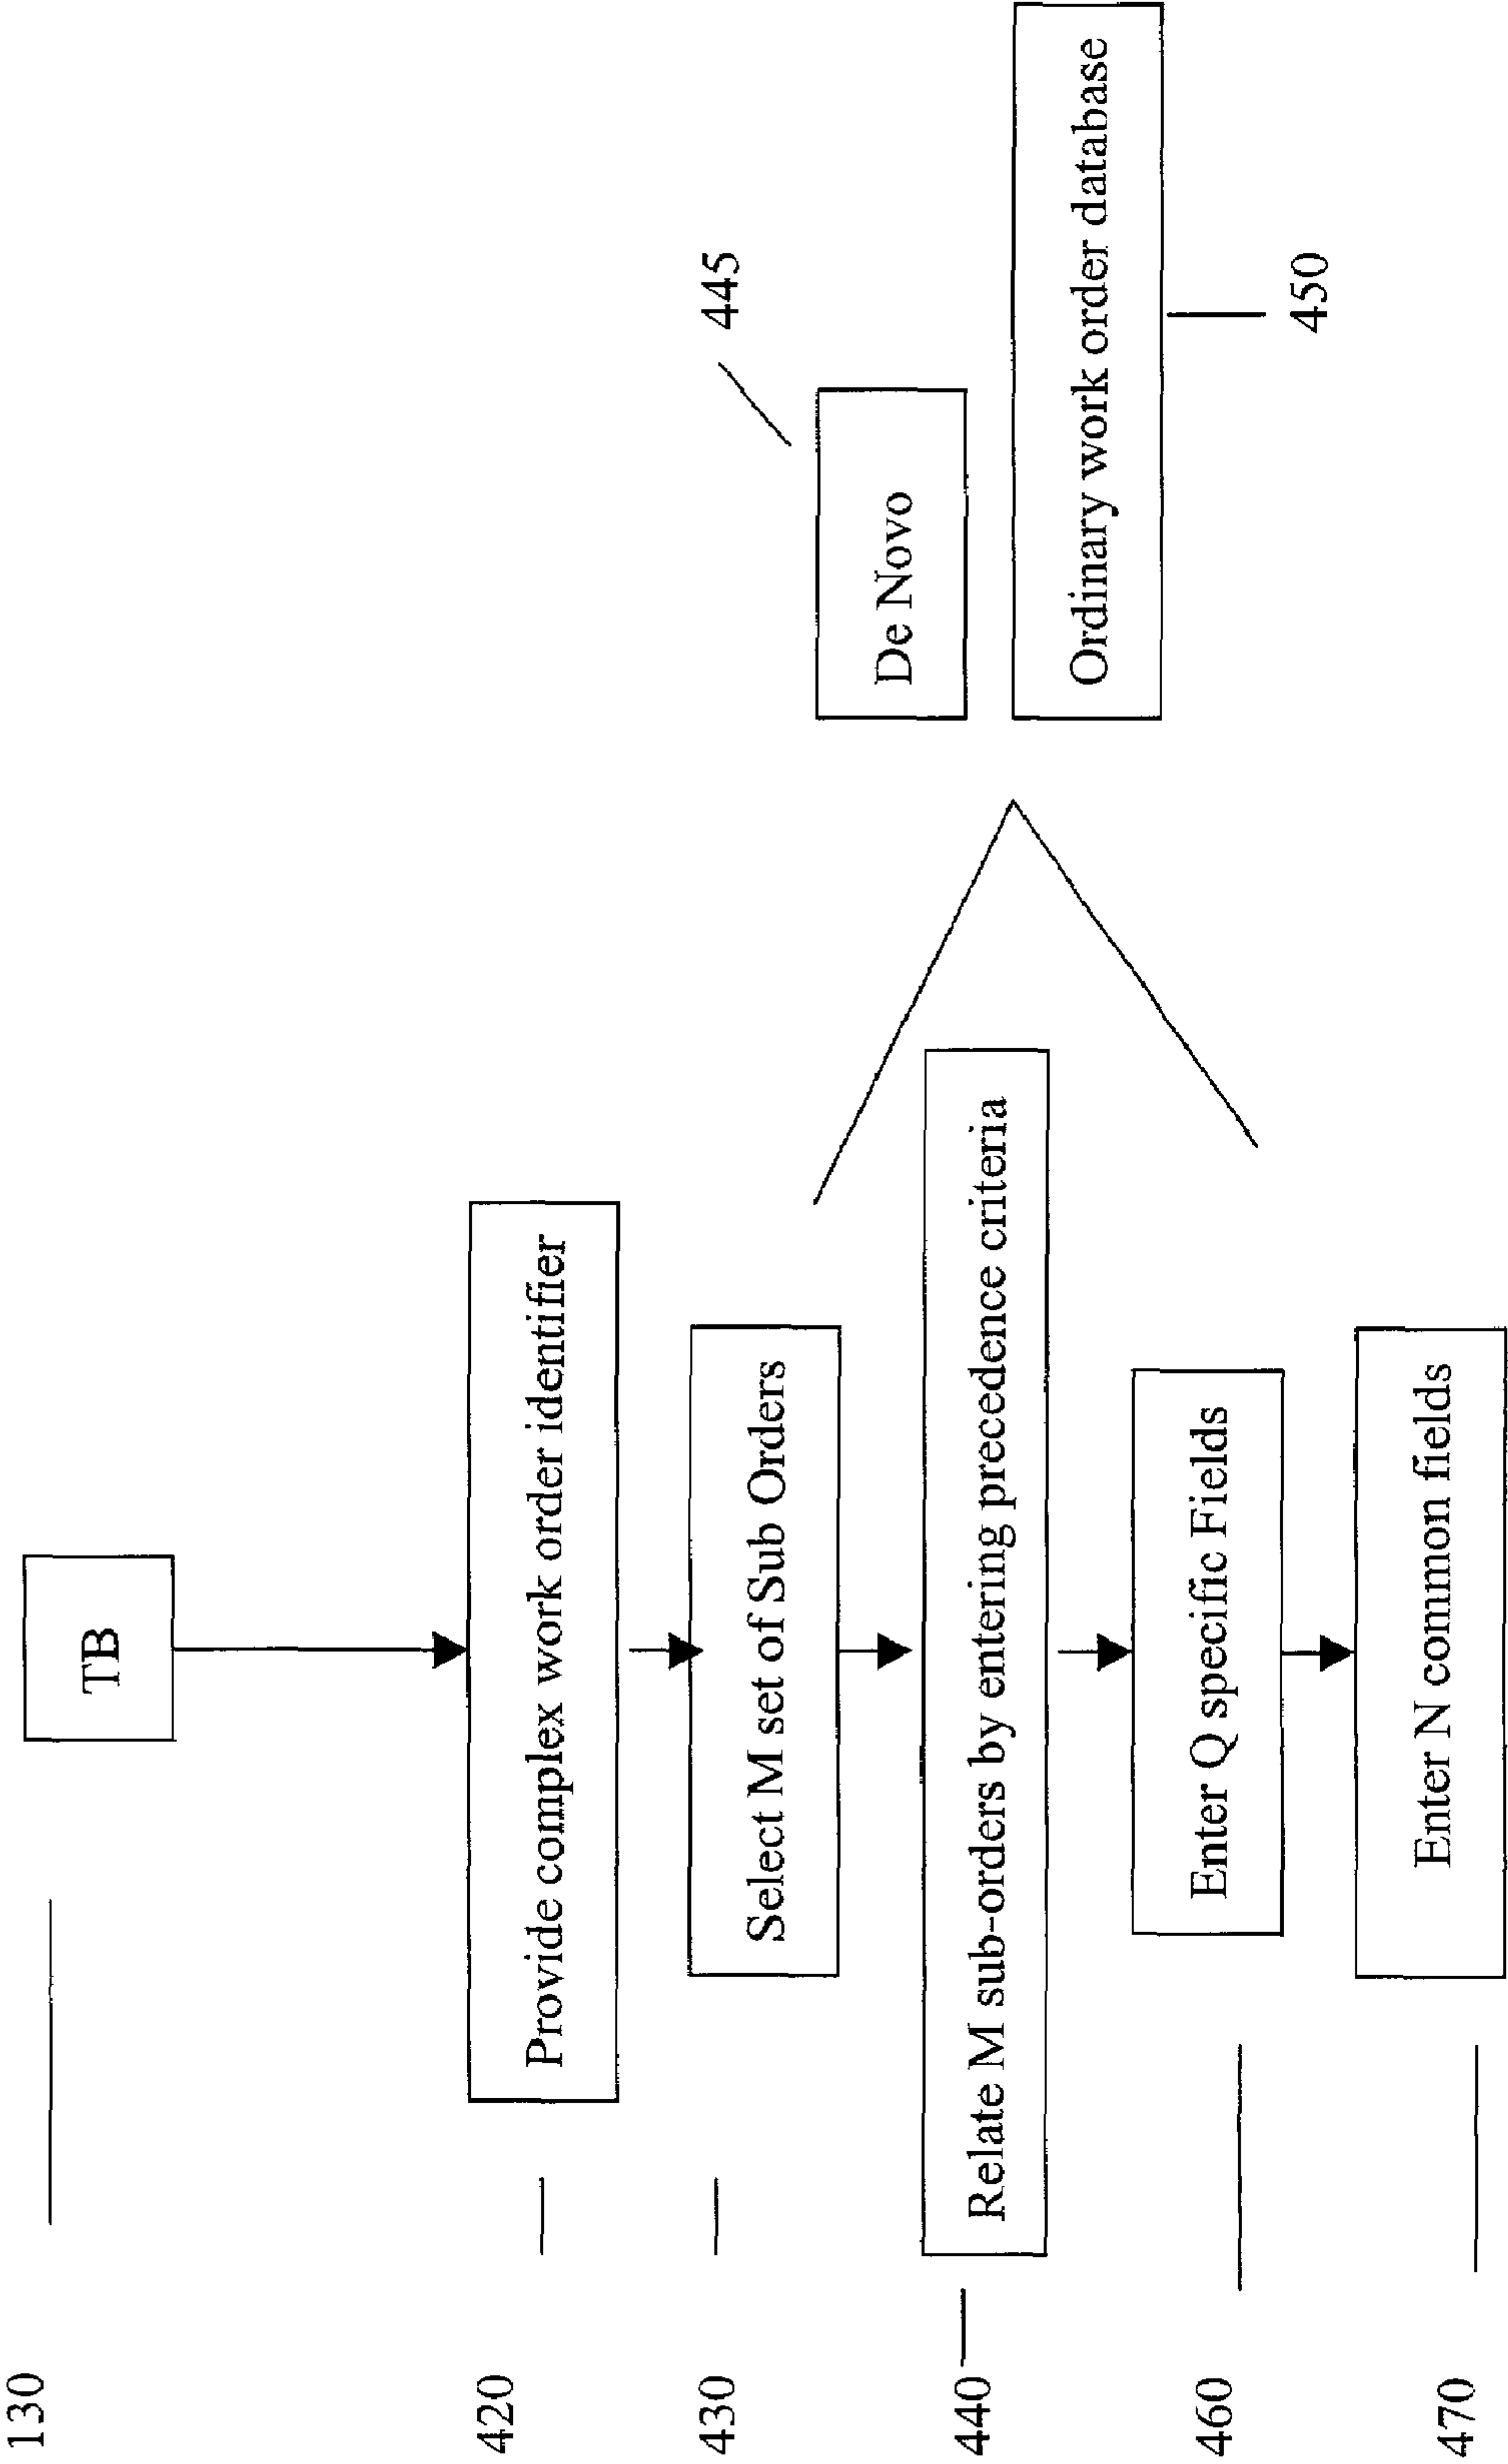 130
TB
420
Provide complex work order identifier
430
Select M set of Sub Orders
445
De Novo
440
Relate M sub-orders by entering precedence criteria
Ordinary work order database
450
460
Enter Q specific Fields
470
Enter N common fields